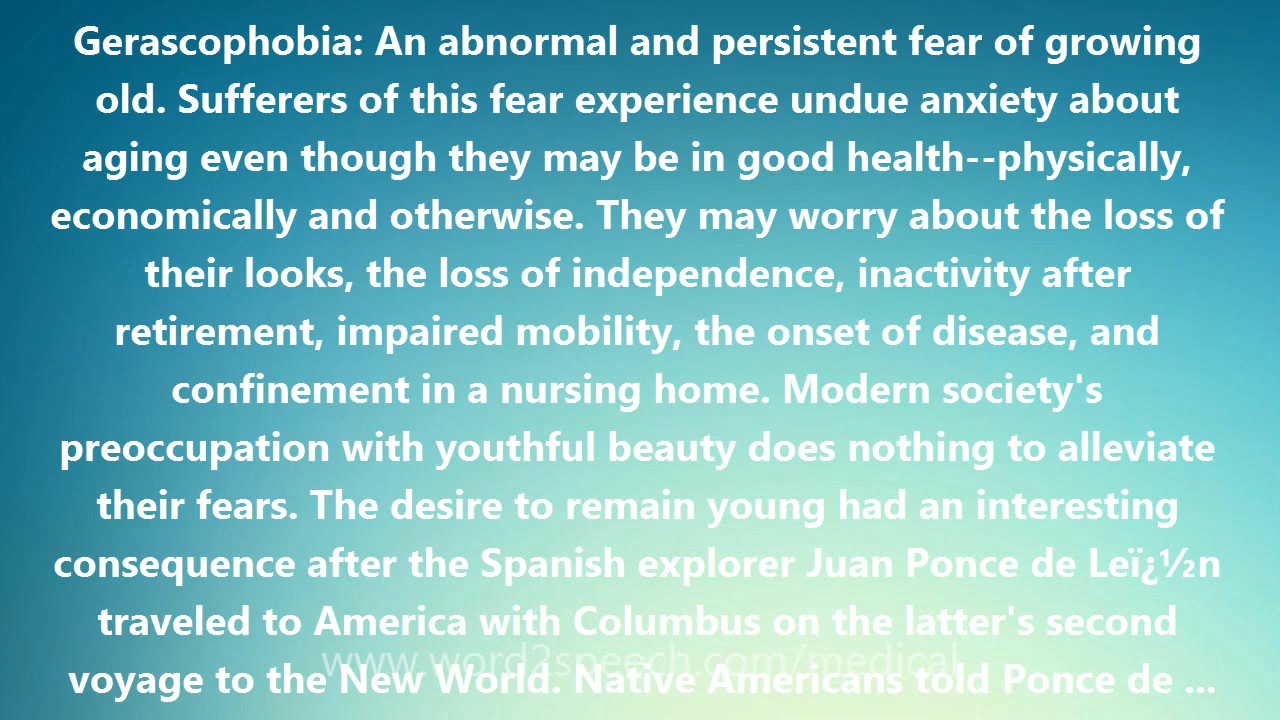 Gerascophobia: An abnormal and persistent fear of growing
old. Sufferers of this fear experience undue anxiety about
aging even though they may be in good health--physically,
economically and otherwise. They may worry about the loss of
their looks, the loss of independence, inactivity after
retirement, impaired mobility, the onset of disease, and
confinement in a nursing home. Modern society's
preoccupation with youthful beauty does nothing to alleviate
their fears. The desire to remain young had an interesting
consequence after the Spanish explorer Juan Ponce de Leï¿½n
traveled to America with Columbus on the latter's second
www.word2speech.com/medical
voyage to the New World. Native Americans told Ponce de ...